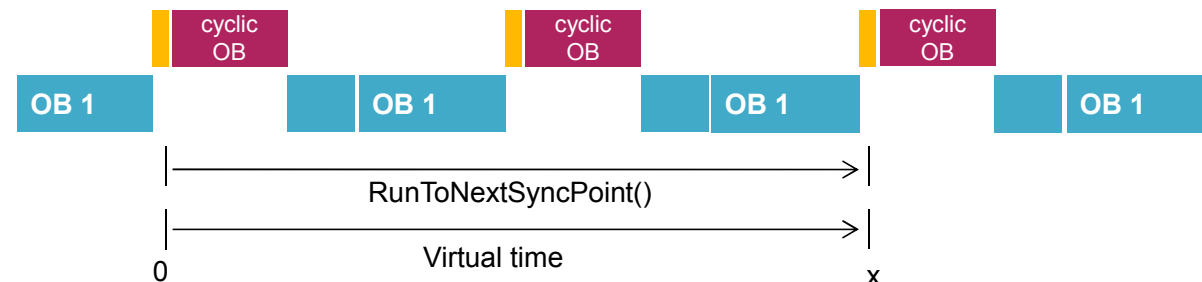 cyclic
OB
cyclic
OB
cyclic
OB
OB 1
OB 1
OB 1
OB 1
RunToNextSyncPoint()
Virtual time
0
x